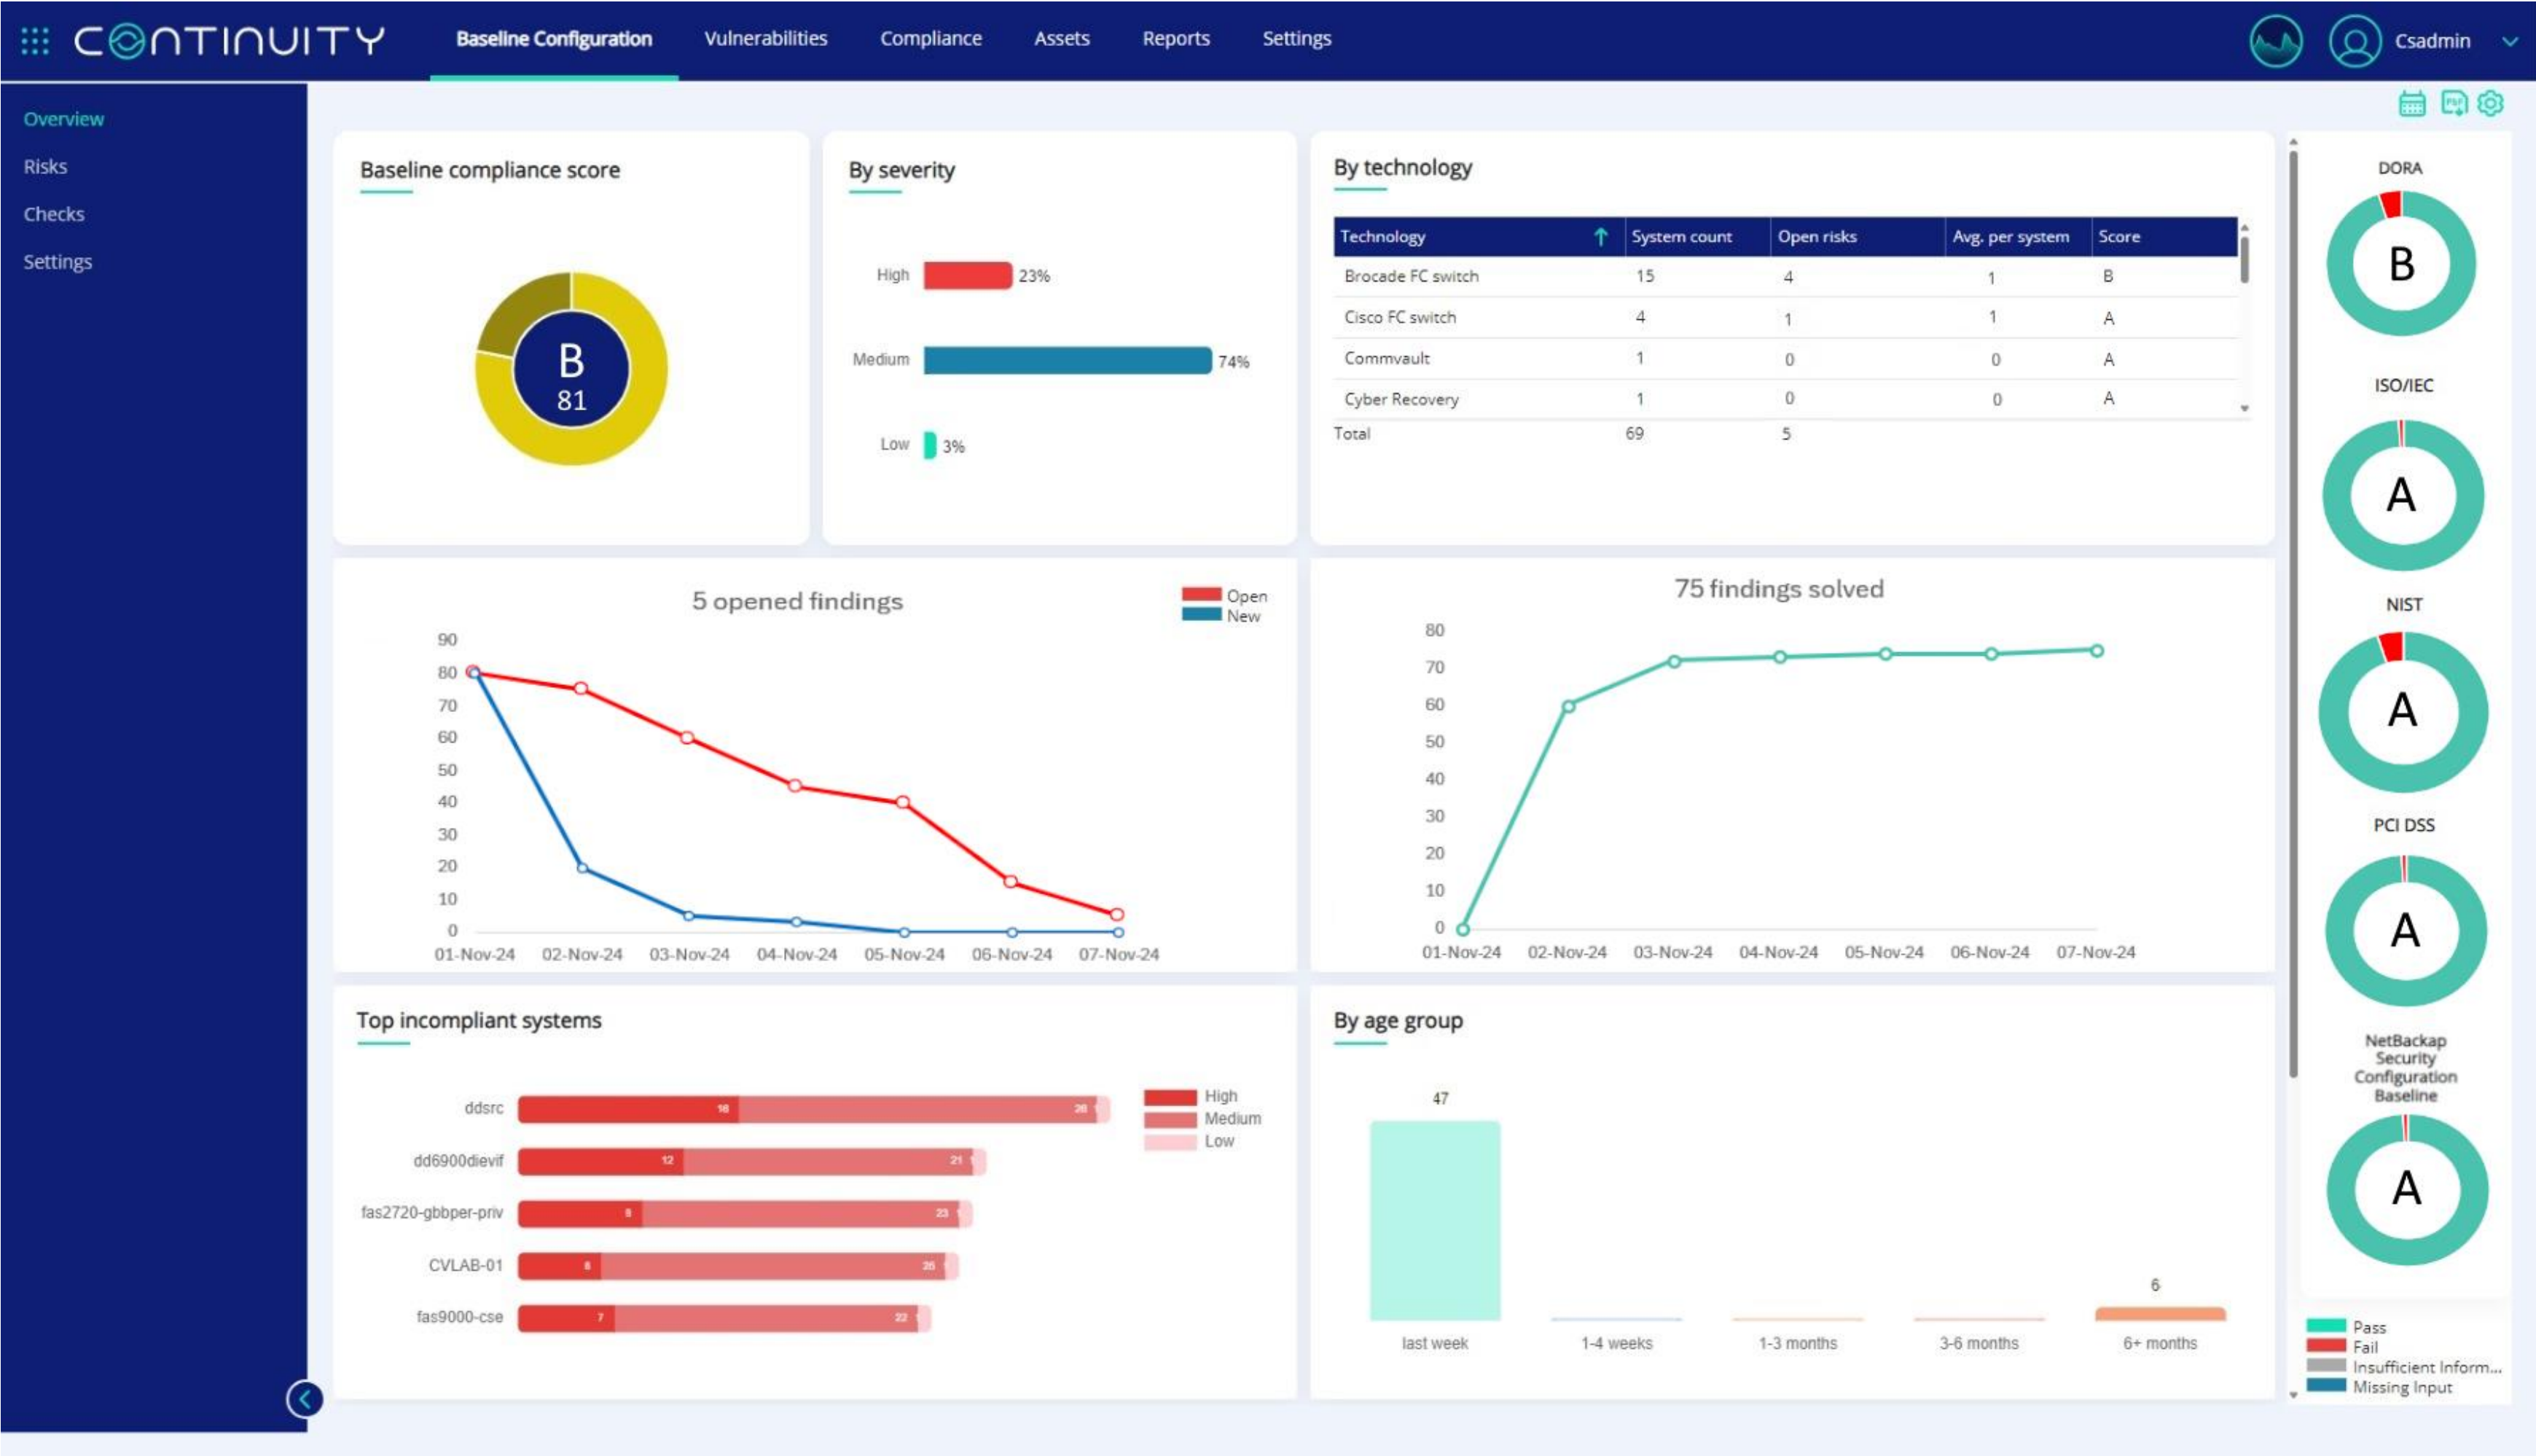 CONTINUITY
Baseline Configuration Vulnerabilities Compliance Assets Reports Settings
Csadmin
Overview
Risks
Checks
Settings
Baseline compliance score
B
81
By severity
High 23%
Medium 74%
Low 3%
By technology
Technology System count Open risks Avg. per system Score
Brocade FC switch 15 4 1 B
Cisco FC switch 4 1 1 A
Commvault 1 0 0 A
Cyber Recovery 1 0 0 A
Total 69 5
5 opened findings
Open
New
90
80
70
60
50
40
30
20
10
0
01-Nov-24 02-Nov-24 03-Nov-24 04-Nov-24 05-Nov-24 06-Nov-24 07-Nov-24
75 findings solved
80
70
60
50
40
30
20
10
0
01-Nov-24 02-Nov-24 03-Nov-24 04-Nov-24 05-Nov-24 06-Nov-24 07-Nov-24
Top incompliant systems
High
Medium
Low
ddsrc 16 26
dd6900dievif 12 21
fas2720-gbbper-priv 23
CVLAB-01
fas9000-cse 7 22
By age group
47
6
last week 1-4 weeks 1-3 months 3-6 months 6+ months
DORA
B
ISO/IEC
A
NIST
A
PCI DSS
A
NetBackap
Security
Configuration
Baseline
A
Pass
Fail
Insufficient Inform...
Missing Input